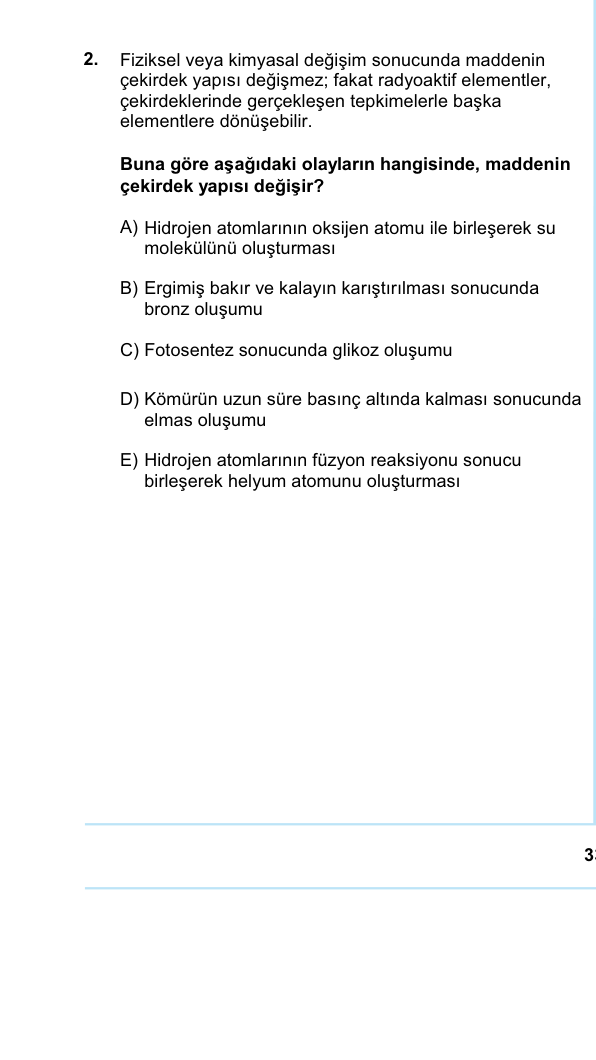 2. Fiziksel veya kimyasal değişim sonucunda maddenin
çekirdek yapısı değişmez; fakat radyoaktif elementler,
çekirdeklerinde gerçekleşen tepkimelerle başka
elementlere dönüşebilir.
Buna göre aşağıdaki olayların hangisinde, maddenin
çekirdek yapısı değişir?
A) Hidrojen atomlarının oksijen atomu ile birleşerek su
molekülünü oluşturması
B) Ergimiş bakır ve kalayın karıştırılması sonucunda
bronz oluşumu
C) Fotosentez sonucunda glikoz oluşumu
D) Kömürün uzun süre basınç altında kalması sonucunda
elmas oluşumu
E) Hidrojen atomlarının füzyon reaksiyonu sonucu
birleşerek helyum atomunu oluşturması